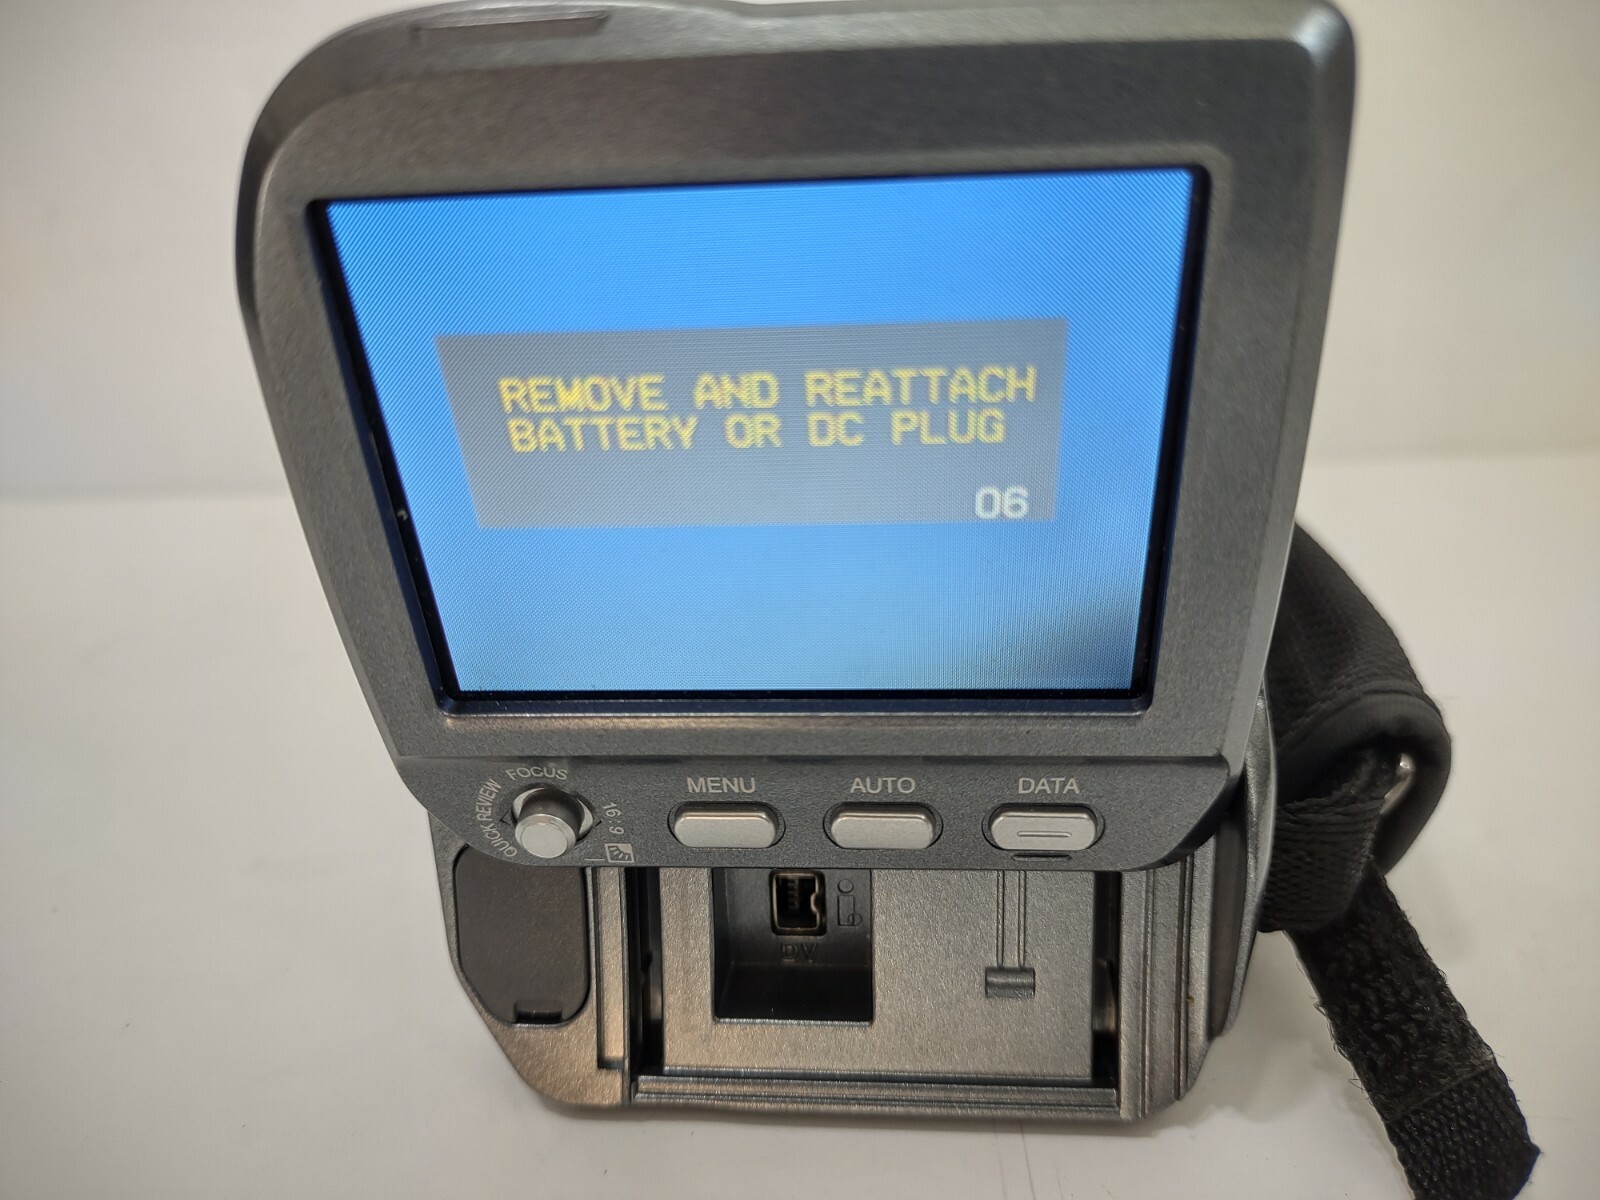 REMOVE AND REATTACH
BATTERY OR DC PLUG
06
FOCUS
QUICK REVIEW
16:9
MENU
AUTO
DATA
DV